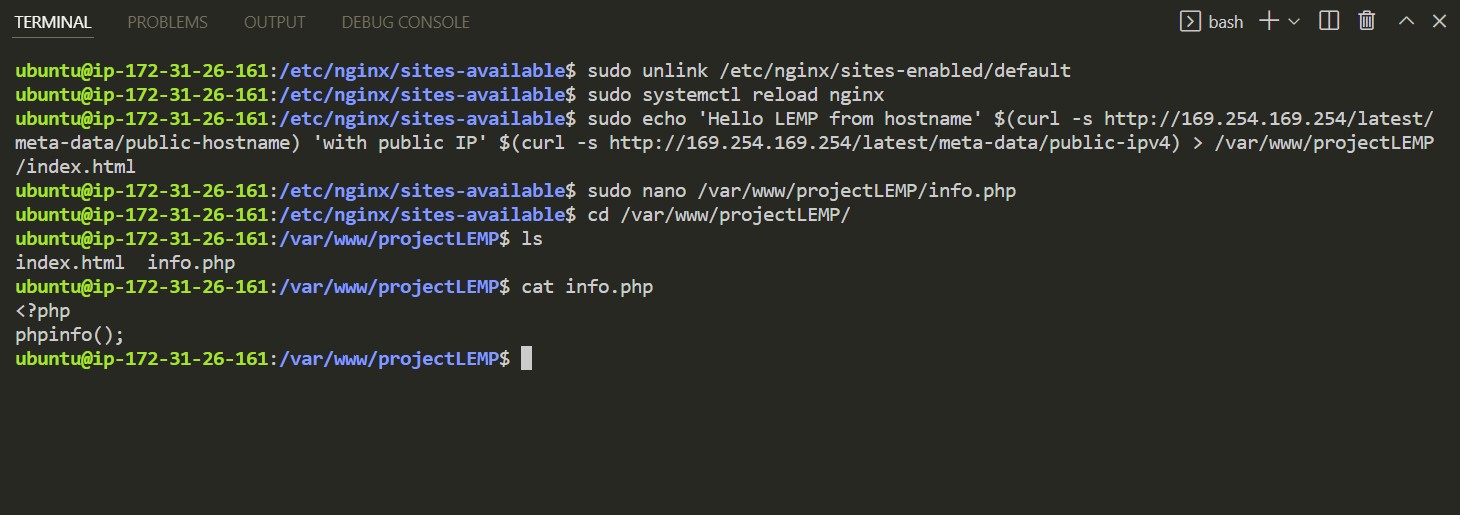 TERMINAL PROBLEMS OUTPUT DEBUG CONSOLE bash
ubuntu@ip-172-31-26-161:/etc/nginx/sites-available$ sudo unlink /etc/nginx/sites-enabled/default
ubuntu@ip-172-31-26-161:/etc/nginx/sites-available$ sudo systemctl reload nginx
ubuntu@ip-172-31-26-161:/etc/nginx/sites-available$ sudo echo 'Hello LEMP from hostname' $(curl -s http://169.254.169.254/latest/
meta-data/public-hostname) 'with public IP' $(curl -s http://169.254.169.254/latest/meta-data/public-ipv4) > /var/www/projectLEMP
/index.html
ubuntu@ip-172-31-26-161:/etc/nginx/sites-available$ sudo nano /var/www/projectLEMP/info.php
ubuntu@ip-172-31-26-161:/etc/nginx/sites-available$ cd /var/www/projectLEMP/
ubuntu@ip-172-31-26-161:/var/www/projectLEMP$ ls
index.html  info.php
ubuntu@ip-172-31-26-161:/var/www/projectLEMP$ cat info.php
<?php
phpinfo();
ubuntu@ip-172-31-26-161:/var/www/projectLEMP$